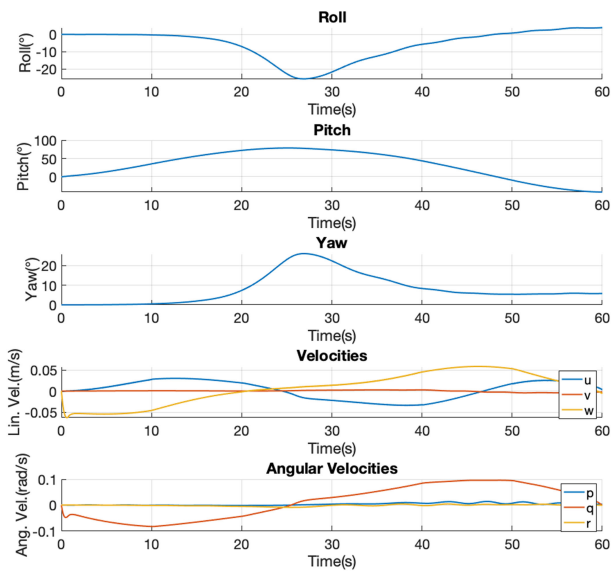 Roll
Roll(°)
0
-10
-20
0 10 20 30 40 50 60
Time(s)
Pitch
Pitch(°)
100
50
0
0 10 20 30 40 50 60
Time(s)
Yaw
Yaw(°)
20
10
0
0 10 20 30 40 50 60
Time(s)
Velocities
Lin. Vel.(m/s)
0.05
0
-0.05
u
v
w
0 10 20 30 40 50 60
Time(s)
Angular Velocities
Ang. Vel.(rad/s)
0.1
0
-0.1
p
q
r
0 10 20 30 40 50 60
Time(s)